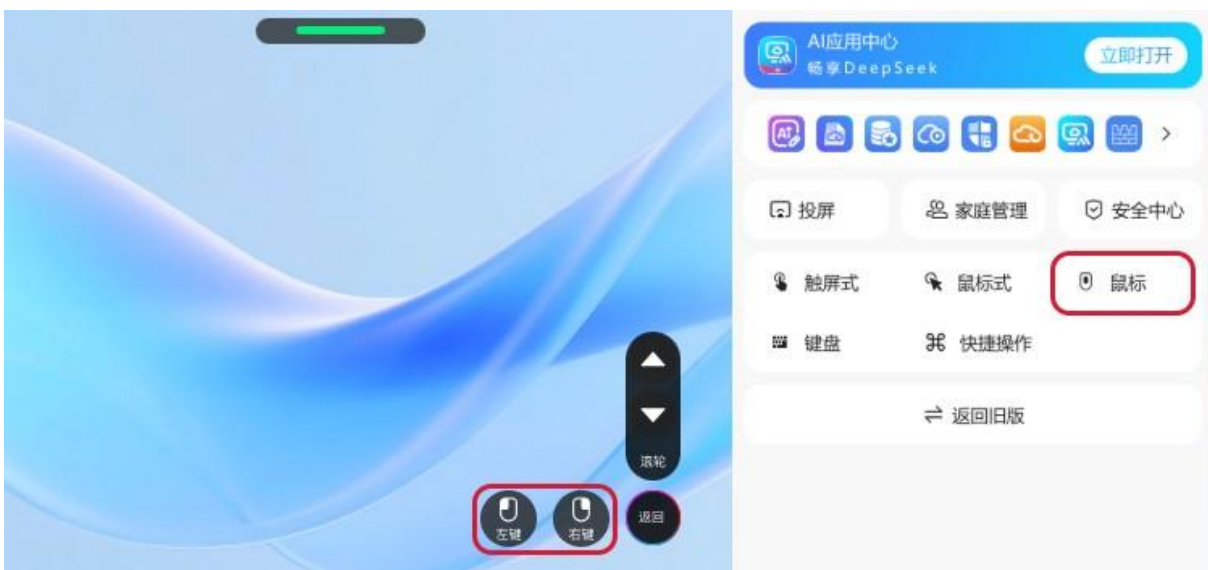 滚轮
左键
右键
返回
AI应用中心
畅享DeepSeek
立即打开
投屏
家庭管理
安全中心
触屏式
鼠标式
鼠标
键盘
快捷操作
返回旧版